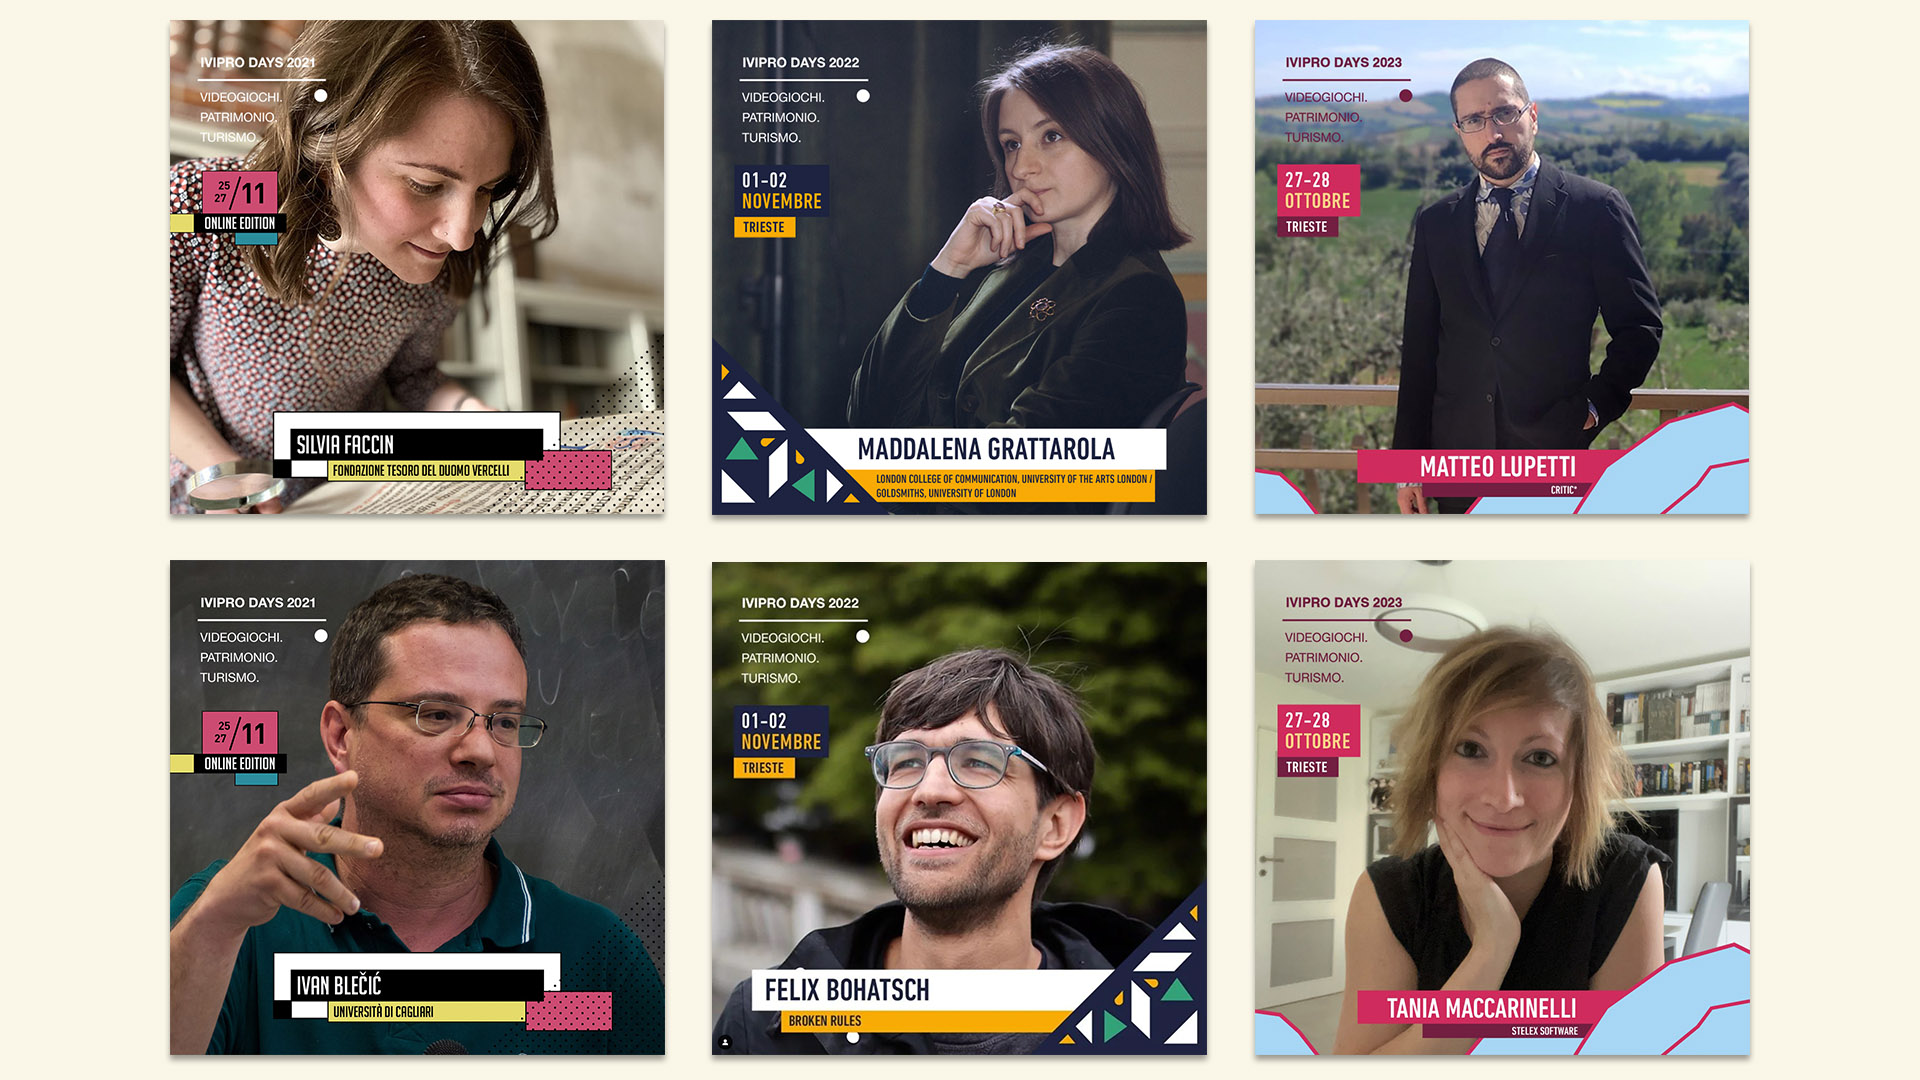 IVIPRO DAYS 2021
VIDEOGIOCHI.
PATRIMONIO.
TURISMO.
25
27/11
ONLINE EDITION
SILVIA FACCIN
FONDAZIONE TESORO DEL DUOMO VERCELLI
IVIPRO DAYS 2022
VIDEOGIOCHI.
PATRIMONIO.
TURISMO.
01-02
NOVEMBRE
TRIESTE
MADDALENA GRATTAROLA
LONDON COLLEGE OF COMMUNICATION, UNIVERSITY OF THE ARTS LONDON /
GOLDSMITHS, UNIVERSITY OF LONDON
IVIPRO DAYS 2023
VIDEOGIOCHI.
PATRIMONIO.
TURISMO.
27-28
OTTOBRE
TRIESTE
MATTEO LUPETTI
CRITIC*
IVIPRO DAYS 2021
VIDEOGIOCHI.
PATRIMONIO.
TURISMO.
25
27/11
ONLINE EDITION
IVAN BLEČIĆ
UNIVERSITÀ DI CAGLIARI
IVIPRO DAYS 2022
VIDEOGIOCHI.
PATRIMONIO.
TURISMO.
01-02
NOVEMBRE
TRIESTE
FELIX BOHATSCH
BROKEN RULES
IVIPRO DAYS 2023
VIDEOGIOCHI.
PATRIMONIO.
TURISMO.
27-28
OTTOBRE
TRIESTE
TANIA MACCARINELLI
STELEX SOFTWARE